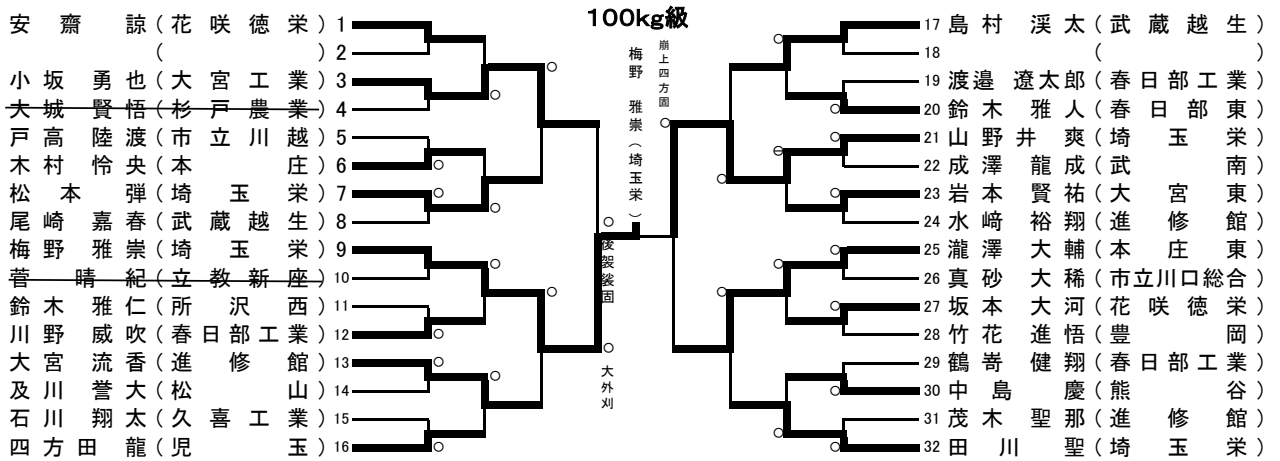 100kg級
安齋 諒(花咲徳栄) 1
( ) 2
小坂勇也(大宮工業) 3
大城賢悟(杉戸農業) 4
戸高陸渡(市立川越) 5
木村怜央(本庄) 6
松本 弾(埼玉栄) 7
尾崎嘉春(武蔵越生) 8
梅野雅崇(埼玉栄) 9
菅 晴紀(立教新座) 10
鈴木雅仁(所沢西) 11
川野威吹(春日部工業) 12
大宮流香(進修館) 13
及川誉大(松山) 14
石川翔太(久喜工業) 15
四方田龍(児玉) 16
梅野 雅崇(埼玉栄)
崩上四方固
後袈裟固
大外刈
17 島村渓太(武蔵越生)
18 ( )
19 渡邉遼太郎(春日部工業)
20 鈴木雅人(春日部東)
21 山野井爽(埼玉栄)
22 成澤龍成(武南)
23 岩本賢祐(大宮東)
24 水﨑裕翔(進修館)
25 瀧澤大輔(本庄東)
26 真砂大稀(市立川口総合)
27 坂本大河(花咲徳栄)
28 竹花進悟(豊岡)
29 鶴嵜健翔(春日部工業)
30 中島慶(熊谷)
31 茂木聖那(進修館)
32 田川聖(埼玉栄)